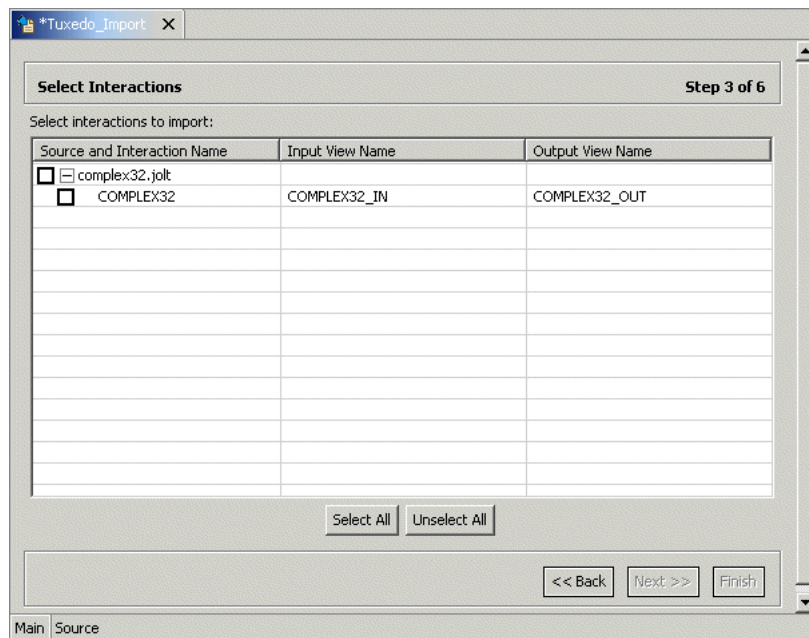 *Tuxedo_Import
Select Interactions Step 3 of 6
Select interactions to import:
Source and Interaction Name Input View Name Output View Name
complex32.jolt
COMPLEX32 COMPLEX32_IN COMPLEX32_OUT
Select All Unselect All
<< Back Next >> Finish
Main Source